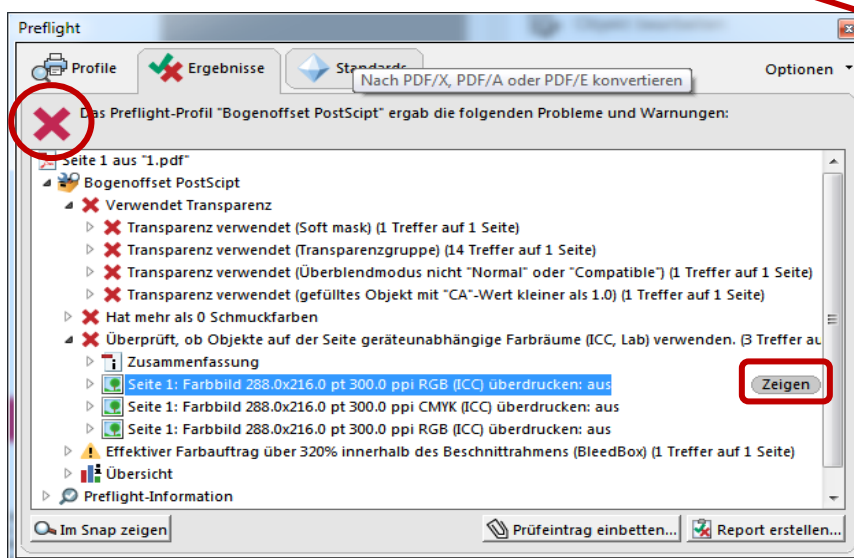 Preflight
Objekt bearbeiten
Profile
Ergebnisse
Standards
Optionen
Nach PDF/X, PDF/A oder PDF/E konvertieren
Das Preflight-Profil "Bogenoffset PostScipt" ergab die folgenden Probleme und Warnungen:
Seite 1 aus "1.pdf"
Bogenoffset PostScipt
Verwendet Transparenz
Transparenz verwendet (Soft mask) (1 Treffer auf 1 Seite)
Transparenz verwendet (Transparenzgruppe) (14 Treffer auf 1 Seite)
Transparenz verwendet (Überblendmodus nicht "Normal" oder "Compatible") (1 Treffer auf 1 Seite)
Transparenz verwendet (gefülltes Objekt mit "CA"-Wert kleiner als 1.0) (1 Treffer auf 1 Seite)
Hat mehr als 0 Schmuckfarben
Überprüft, ob Objekte auf der Seite geräteunabhängige Farbräume (ICC, Lab) verwenden. (3 Treffer au
Zusammenfassung
Seite 1: Farbbild 288.0x216.0 pt 300.0 ppi RGB (ICC) überdrucken: aus
Zeigen
Seite 1: Farbbild 288.0x216.0 pt 300.0 ppi CMYK (ICC) überdrucken: aus
Seite 1: Farbbild 288.0x216.0 pt 300.0 ppi RGB (ICC) überdrucken: aus
Effektiver Farbauftrag über 320% innerhalb des Beschnittrahmens (BleedBox) (1 Treffer auf 1 Seite)
Übersicht
Preflight-Information
Im Snap zeigen
Prüfeintrag einbetten...
Report erstellen...